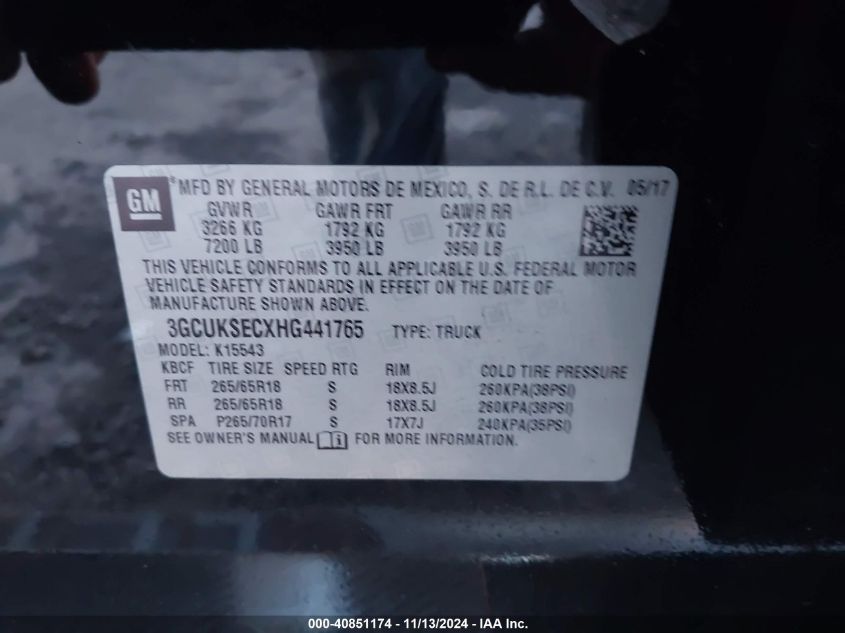 GM
® MFD BY GENERAL MOTORS DE MEXICO, S. DE R.L. DE C.V. 05/17
GVWR GAWR FRT GAWR RR
3266 KG 1792 KG 1792 KG
7200 LB 3950 LB 3950 LB
THIS VEHICLE CONFORMS TO ALL APPLICABLE U.S. FEDERAL MOTOR
VEHICLE SAFETY STANDARDS IN EFFECT ON THE DATE OF
MANUFACTURE SHOWN ABOVE.
3GCUKSECXHG441765 TYPE: TRUCK
MODEL: K15543
KBCF TIRE SIZE SPEED RTG RIM COLD TIRE PRESSURE
FRT 265/65R18 S 18X8.5J 260KPA(38PSI)
RR 265/65R18 S 18X8.5J 260KPA(38PSI)
SPA P265/70R17 S 17X7J 240KPA(35PSI)
SEE OWNER'S MANUAL i FOR MORE INFORMATION.
000-40851174 | 11/13/2024 - IAA Inc.